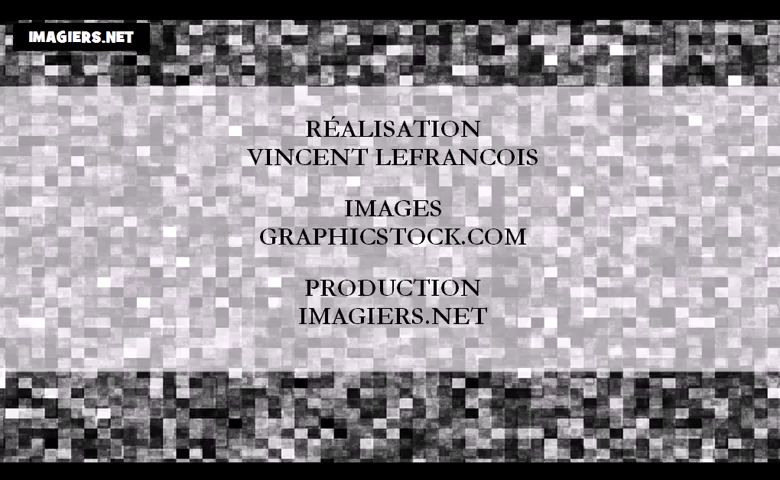 IMAGIERS.NET
RÉALISATION
VINCENT LEFRANCOIS
IMAGES
GRAPHICSTOCK.COM
PRODUCTION
IMAGIERS.NET